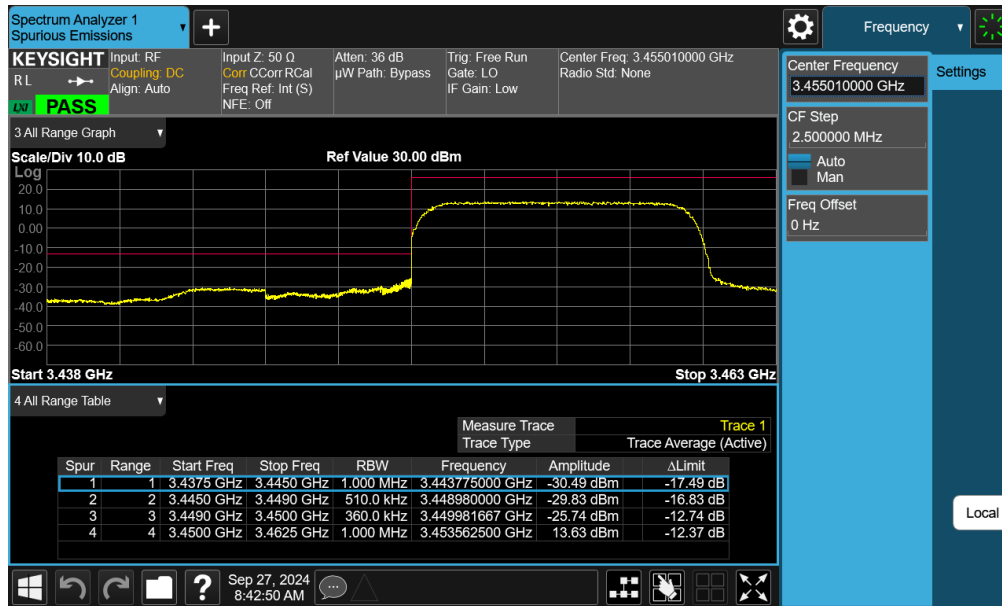 Spectrum Analyzer 1
Spurious Emissions
Frequency
KEYSIGHT
R L
LXI PASS
Input: RF
Coupling: DC
Align: Auto
Input Z: 50 Ω
Corr CCorr RCal
Freq Ref: Int (S)
NFE: Off
Atten: 36 dB
µW Path: Bypass
Trig: Free Run
Gate: LO
IF Gain: Low
Center Freq: 3.455010000 GHz
Radio Std: None
Center Frequency
3.455010000 GHz
Settings
CF Step
2.500000 MHz
Auto
Man
Freq Offset
0 Hz
3 All Range Graph
Scale/Div 10.0 dB Ref Value 30.00 dBm
Log
20.0
10.0
0.00
-10.0
-20.0
-30.0
-40.0
-50.0
-60.0
Start 3.438 GHz Stop 3.463 GHz
4 All Range Table
Measure Trace Trace 1
Trace Type Trace Average (Active)
Spur Range Start Freq Stop Freq RBW Frequency Amplitude ΔLimit
1 1 3.4375 GHz 3.4450 GHz 1.000 MHz 3.443775000 GHz -30.49 dBm -17.49 dB
2 2 3.4450 GHz 3.4490 GHz 510.0 kHz 3.448980000 GHz -29.83 dBm -16.83 dB
3 3 3.4490 GHz 3.4500 GHz 360.0 kHz 3.449981667 GHz -25.74 dBm -12.74 dB
4 4 3.4500 GHz 3.4625 GHz 1.000 MHz 3.453562500 GHz 13.63 dBm -12.37 dB
Local
?
Sep 27, 2024
8:42:50 AM